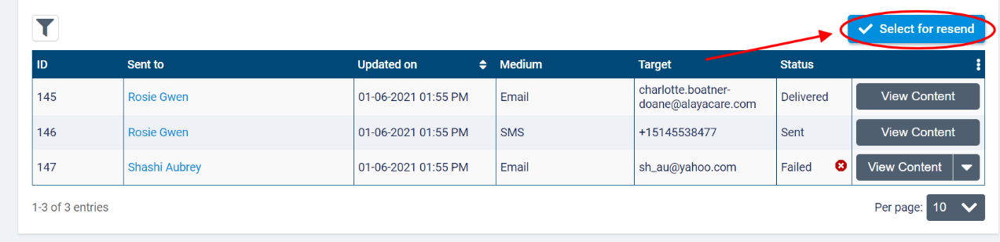 Select for resend
ID Sent to Updated on Medium Target Status
145 Rosie Gwen 01-06-2021 01:55 PM Email charlotte.boatner-
doane@alayacare.com Delivered View Content
146 Rosie Gwen 01-06-2021 01:55 PM SMS +15145538477 Sent View Content
147 Shashi Aubrey 01-06-2021 01:55 PM Email sh_au@yahoo.com Failed View Content
1-3 of 3 entries Per page: 10